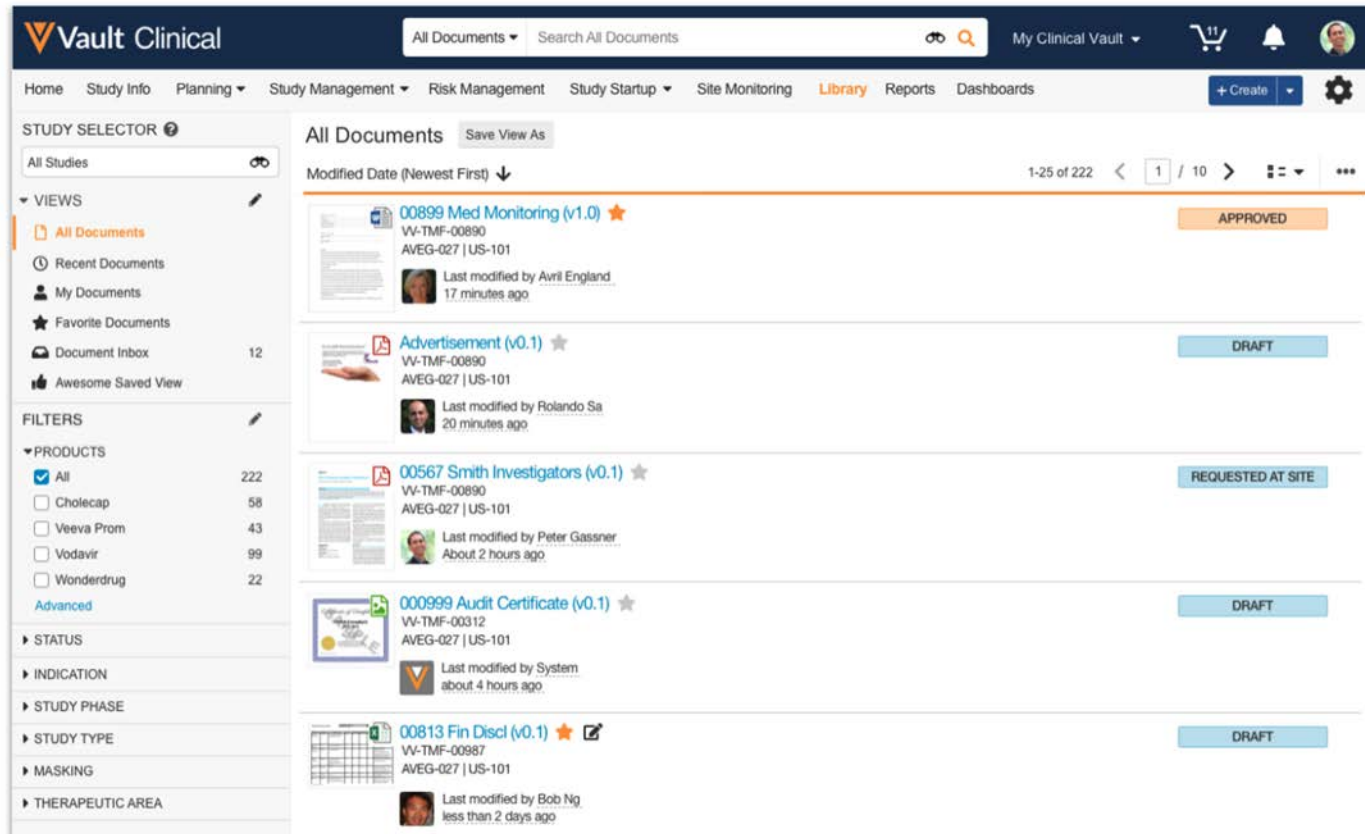 Vault Clinical
All Documents
Search All Documents
My Clinical Vault
11
Home Study Info Planning Study Management Risk Management Study Startup Site Monitoring Library Reports Dashboards
+ Create
STUDY SELECTOR
All Studies
VIEWS
All Documents
Recent Documents
My Documents
Favorite Documents
Document Inbox 12
Awesome Saved View
FILTERS
PRODUCTS
All 222
Cholecap 58
Veeva Prom 43
Vodavir 99
Wonderdrug 22
Advanced
STATUS
INDICATION
STUDY PHASE
STUDY TYPE
MASKING
THERAPEUTIC AREA
All Documents Save View As
Modified Date (Newest First)
1-25 of 222 1 / 10
00899 Med Monitoring (v1.0)
VV-TMF-00890
AVEG-027 | US-101
Last modified by Avril England
17 minutes ago
APPROVED
Advertisement (v0.1)
VV-TMF-00890
AVEG-027 | US-101
Last modified by Rolando Sa
20 minutes ago
DRAFT
00567 Smith Investigators (v0.1)
VV-TMF-00890
AVEG-027 | US-101
Last modified by Peter Gassner
About 2 hours ago
REQUESTED AT SITE
000999 Audit Certificate (v0.1)
VV-TMF-00312
AVEG-027 | US-101
Last modified by System
about 4 hours ago
DRAFT
00813 Fin Discl (v0.1)
VV-TMF-00987
AVEG-027 | US-101
Last modified by Bob Ng
less than 2 days ago
DRAFT